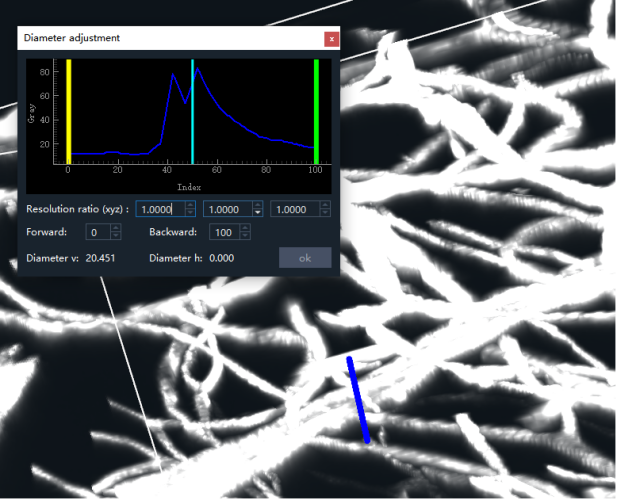 Diameter adjustment
x
80
60
40
20
Gray
0 20 40 60 80 100
Index
Resolution ratio (xyz) : 1.0000 1.0000 1.0000
Forward: 0 Backward: 100
Diameter v: 20.451 Diameter h: 0.000 ok